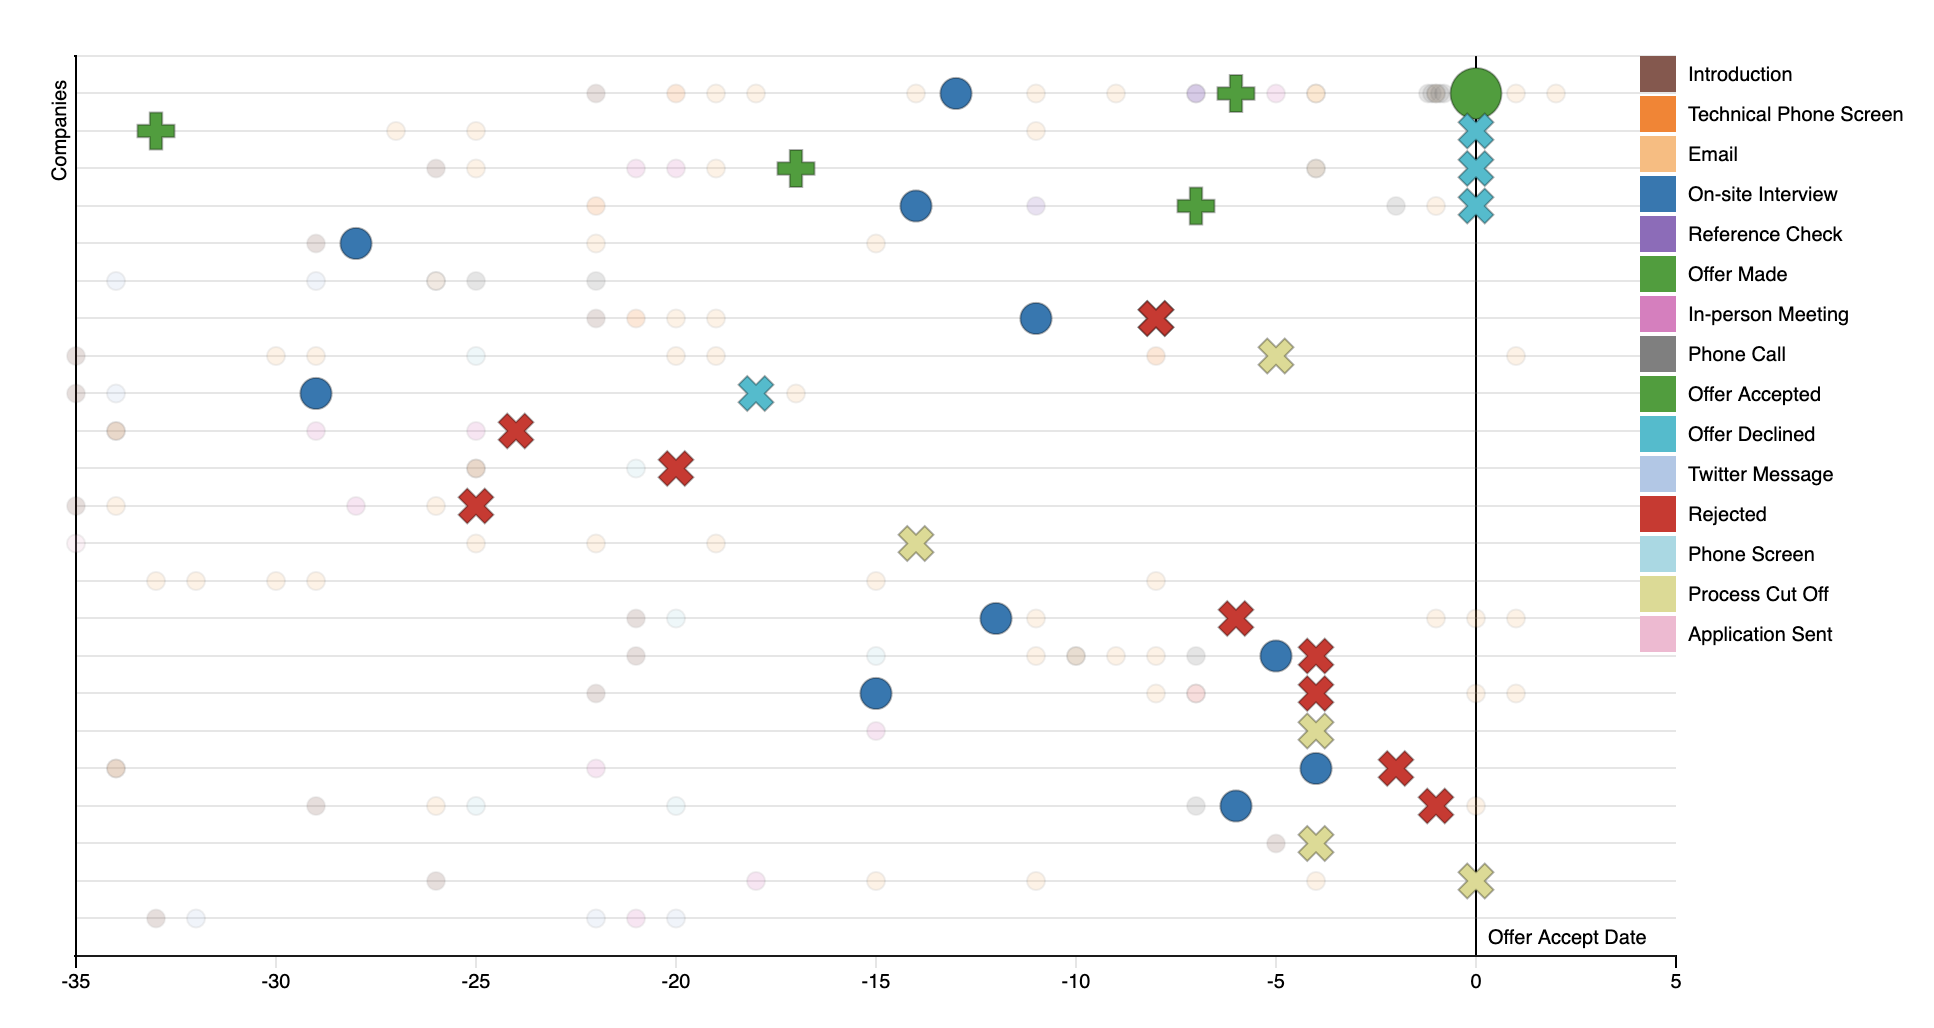 Companies
Introduction
Technical Phone Screen
Email
On-site Interview
Reference Check
Offer Made
In-person Meeting
Phone Call
Offer Accepted
Offer Declined
Twitter Message
Rejected
Phone Screen
Process Cut Off
Application Sent
Offer Accept Date
-35 -30 -25 -20 -15 -10 -5 0 5